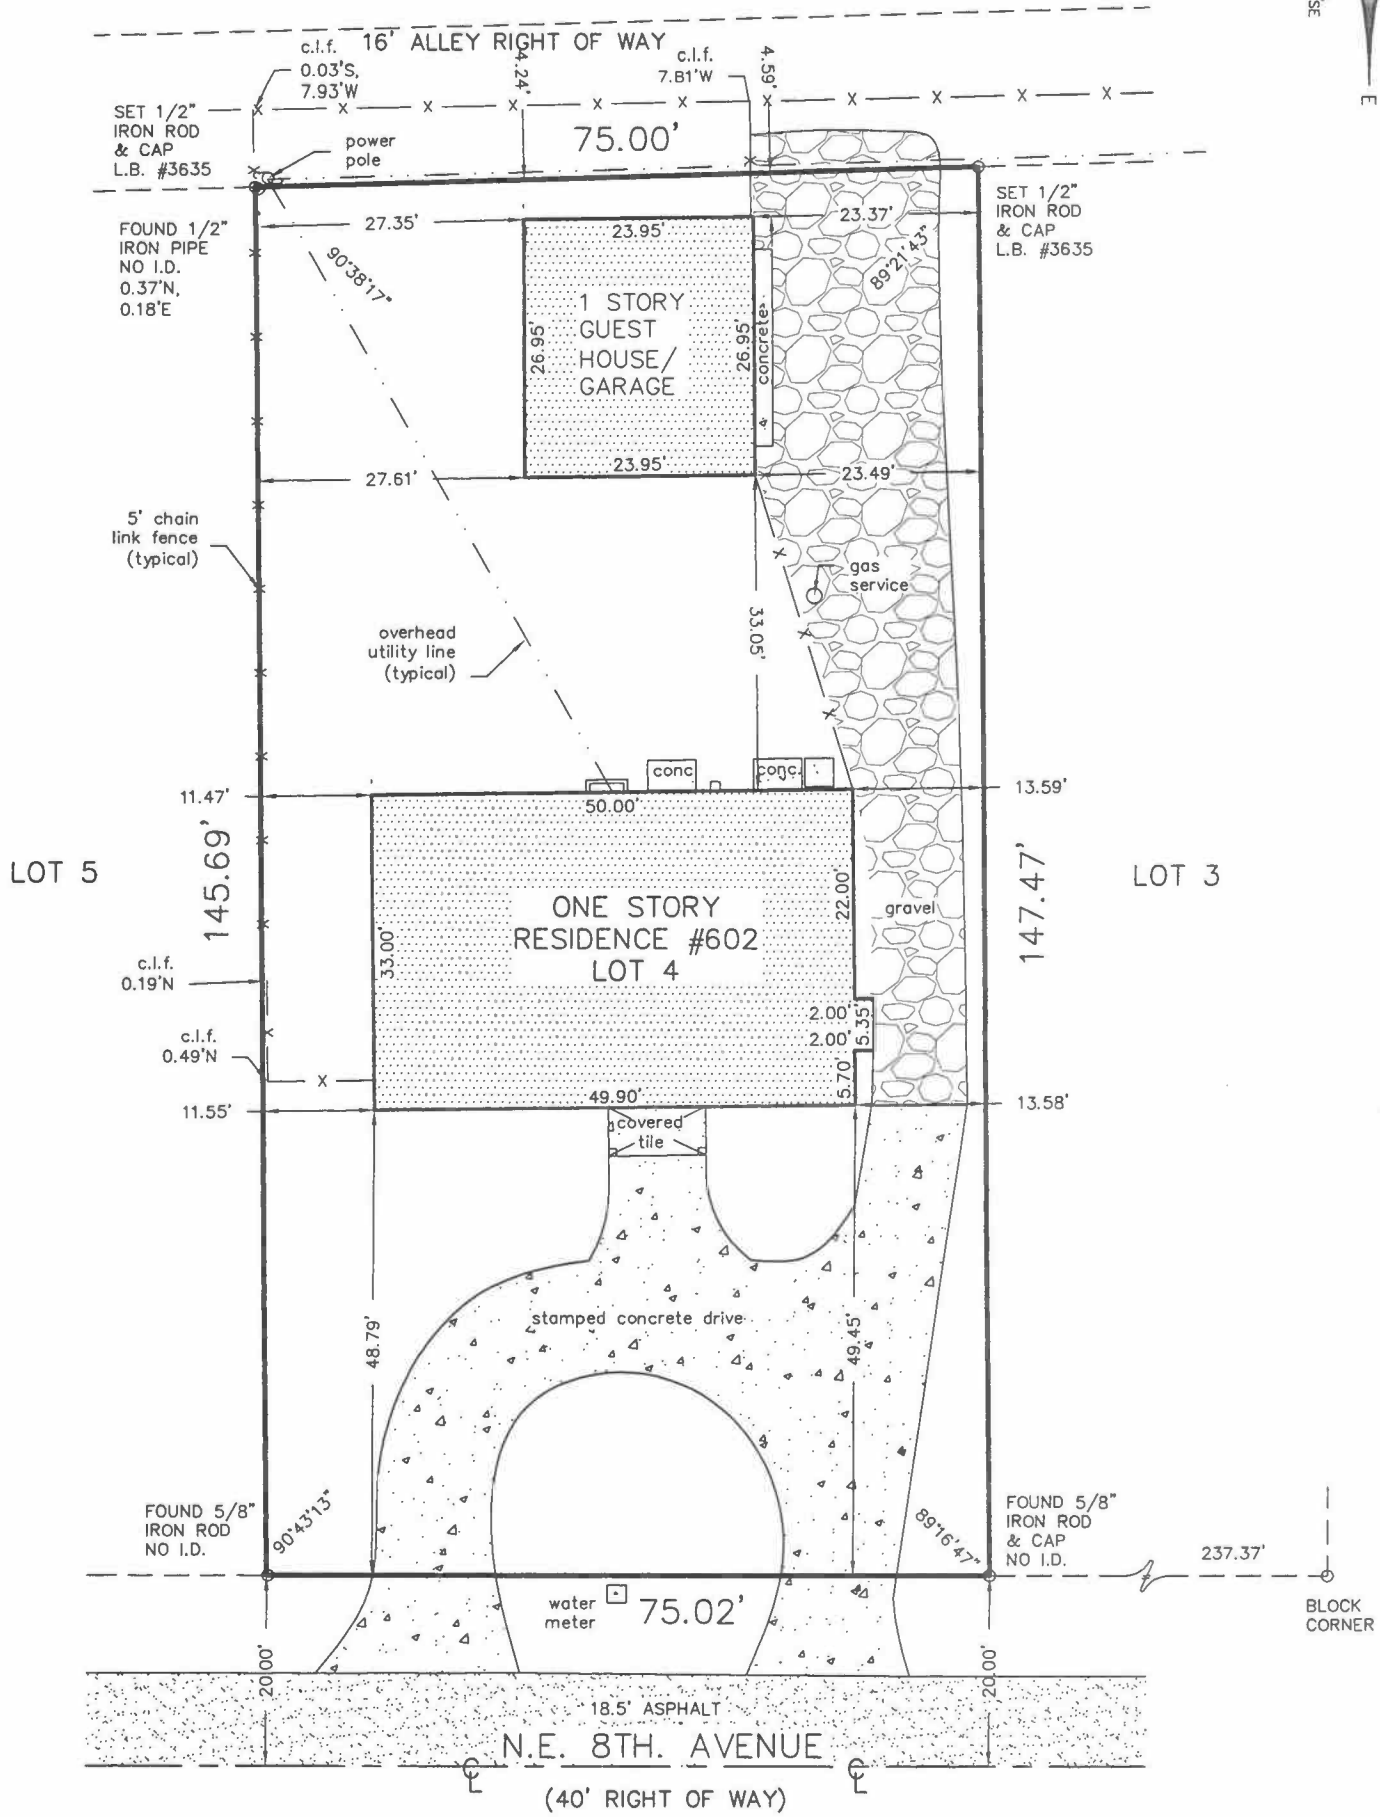 SE
E
16' ALLEY RIGHT OF WAY
c.l.f.
0.03'S,
7.93'W
4.24'
c.l.f.
7.81'W
4.59'
SET 1/2"
IRON ROD
& CAP
L.B. #3635
power
pole
75.00'
SET 1/2"
IRON ROD
& CAP
L.B. #3635
FOUND 1/2"
IRON PIPE
NO I.D.
0.37'N,
0.18'E
27.35'
23.95'
23.37'
90°38'17"
89°21'43"
1 STORY
GUEST
HOUSE/
GARAGE
26.95'
26.95'
concrete
27.61'
23.95'
23.49'
5' chain
link fence
(typical)
gas
service
33.05'
overhead
utility line
(typical)
conc
conc.
11.47'
50.00'
13.59'
LOT 5
145.69'
22.00'
gravel
147.47'
LOT 3
ONE STORY
RESIDENCE #602
LOT 4
33.00'
c.l.f.
0.19'N
2.00'
2.00'
5.35'
c.l.f.
0.49'N
X
5.70'
11.55'
49.90'
13.58'
covered
tile
48.79'
stamped concrete drive
49.45'
FOUND 5/8"
IRON ROD
NO I.D.
90°43'13"
89°16'47"
FOUND 5/8"
IRON ROD
& CAP
NO I.D.
237.37'
water
meter
75.02'
BLOCK
CORNER
20.00'
20.00'
18.5' ASPHALT
N.E. 8TH. AVENUE
(40' RIGHT OF WAY)